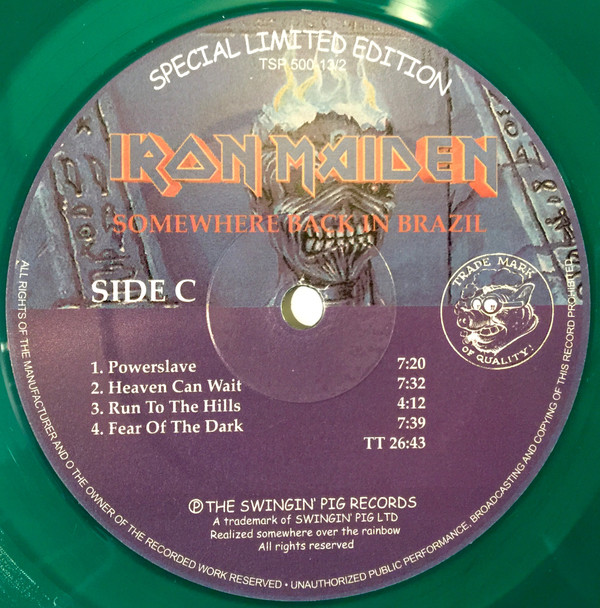 SPECIAL LIMITED EDITION
TSP 500-12/2
IRON MAIDEN
SOMEWHERE BACK IN BRAZIL
SIDE C
TRADE MARK
OF QUALITY!
1. Powerslave 7:20
2. Heaven Can Wait 7:32
3. Run To The Hills 4:12
4. Fear Of The Dark 7:39
TT 26:43
Ⓟ THE SWINGIN' PIG RECORDS
A trademark of SWINGIN' PIG LTD
Realized somewhere over the rainbow
All rights reserved
ALL RIGHTS OF THE MANUFACTURER AND O THE OWNER OF THE RECORDED WORK RESERVED • UNAUTHORIZED PUBLIC PERFORMANCE, BROADCASTING AND COPYING OF THIS RECORD PROHIBITED